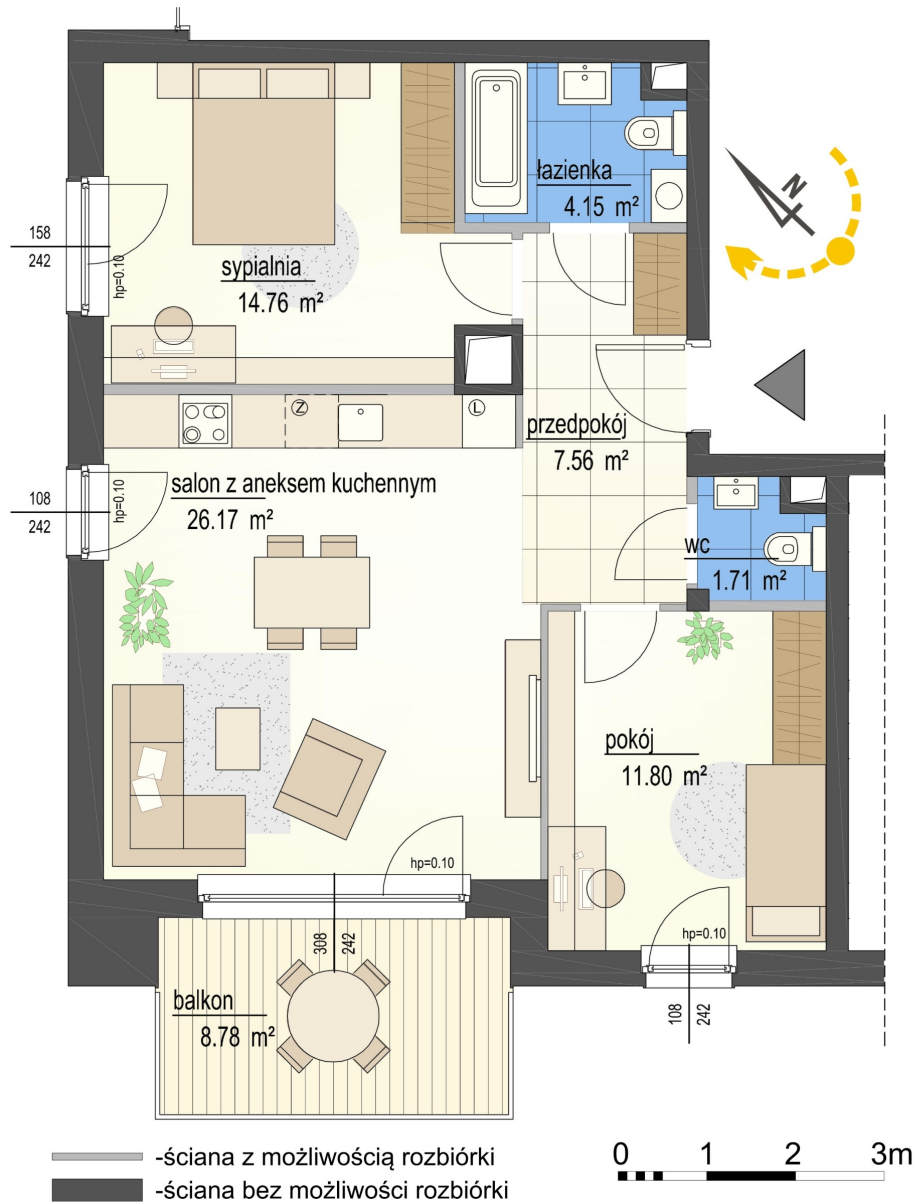 łazienka
4.15 m²
N
158
242
hp=0.10
sypialnia
14.76 m²
Z
L
przedpokój
7.56 m²
108
242
hp=0.10
salon z aneksem kuchennym
26.17 m²
wc
1.71 m²
pokój
11.80 m²
hp=0.10
308
242
hp=0.10
108
242
balkon
8.78 m²
-ściana z możliwością rozbiórki
-ściana bez możliwości rozbiórki
0 1 2 3m